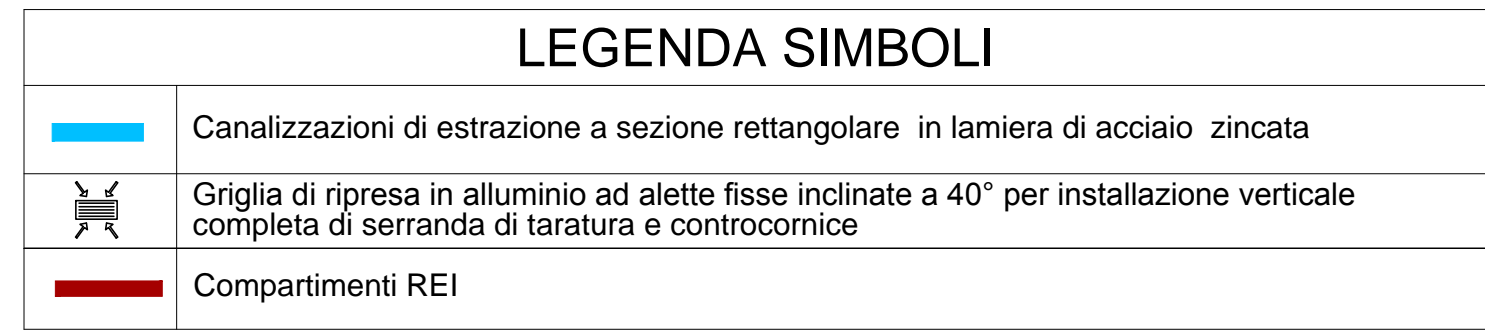 LEGENDA SIMBOLI
Canalizzazioni di estrazione a sezione rettangolare in lamiera di acciaio zincata
Griglia di ripresa in alluminio ad alette fisse inclinate a 40° per installazione verticale
completa di serranda di taratura e controcornice
Compartimenti REI